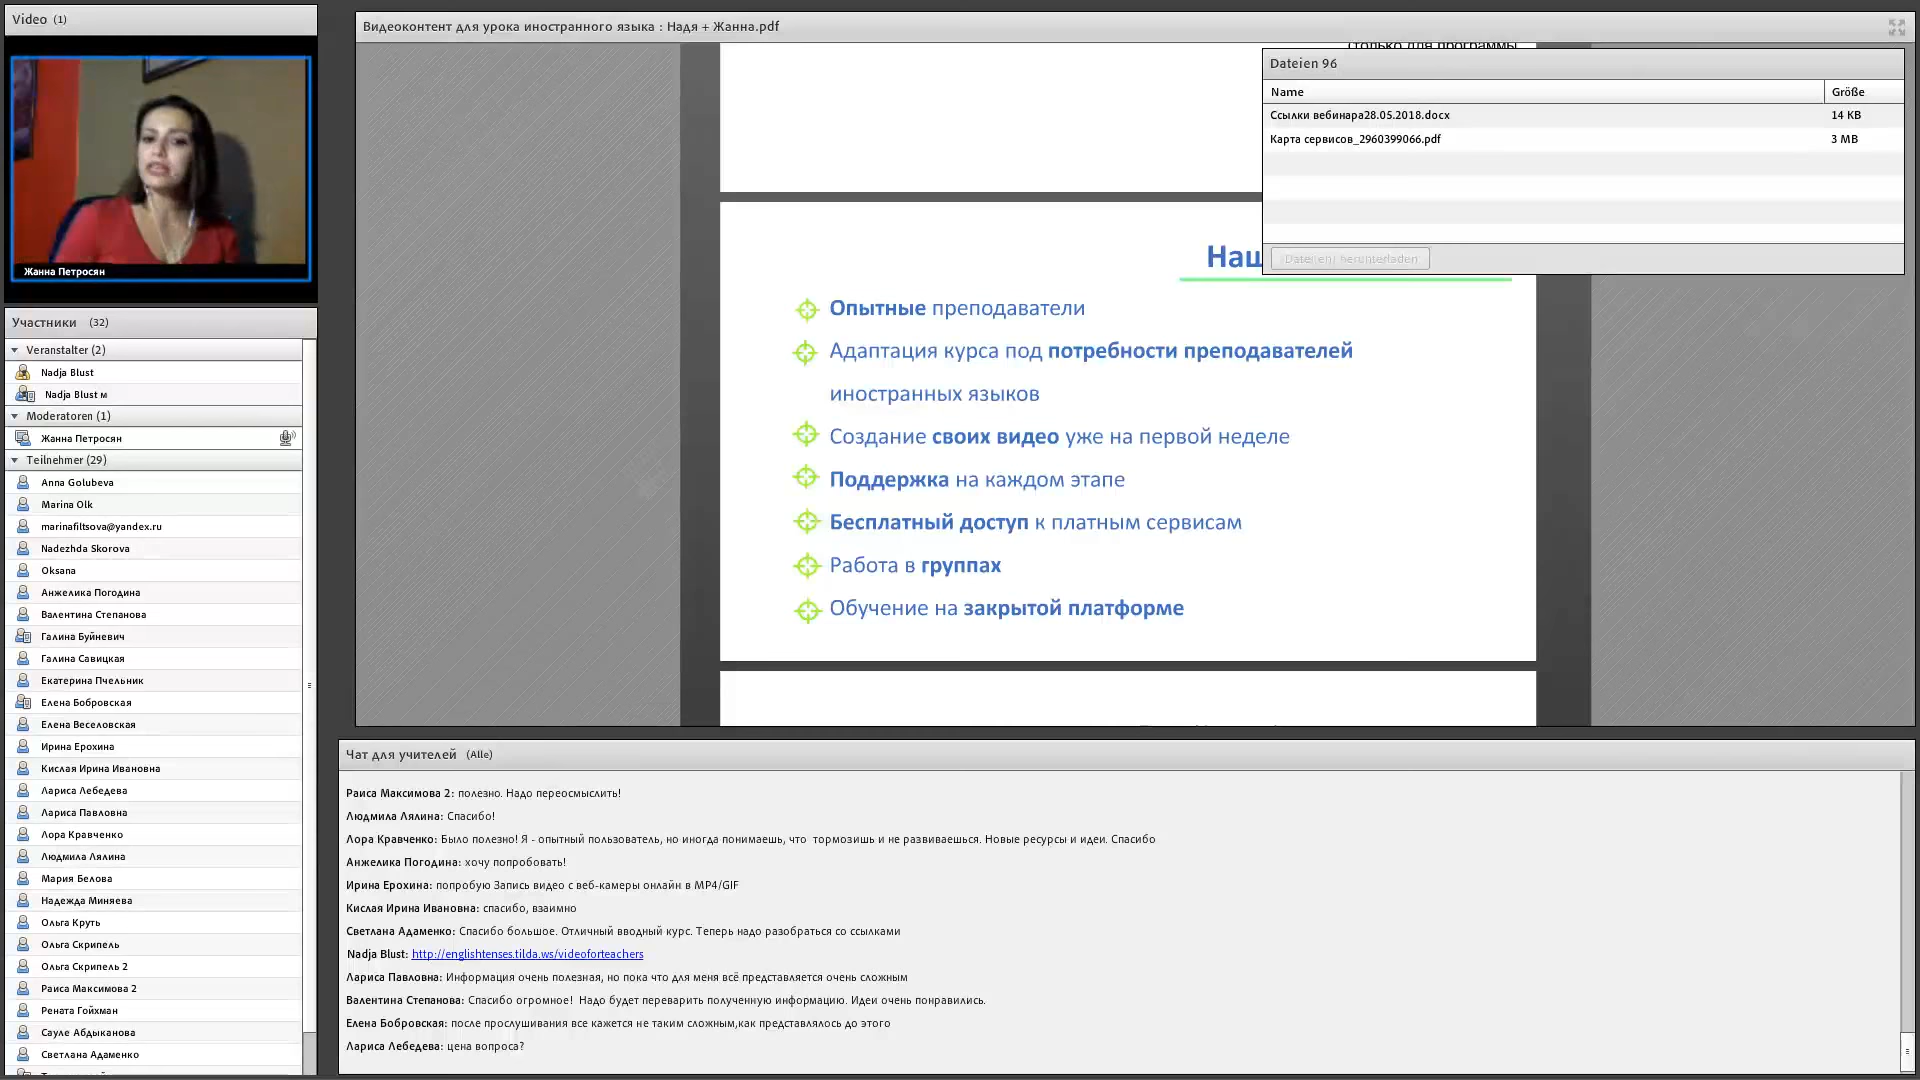 Video (1)
Жанна Петросян
Участники (32)
Veranstalter (2)
Nadja Blust
Nadja Blust м
Moderatoren (1)
Жанна Петросян
Teilnehmer (29)
Anna Golubeva
Marina Olk
marinafiltsova@yandex.ru
Nadezhda Skorova
Oksana
Анжелика Погодина
Валентина Степанова
Галина Буйневич
Галина Савицкая
Екатерина Пчельник
Елена Бобровская
Елена Веселовская
Ирина Ерохина
Кислая Ирина Ивановна
Лариса Лебедева
Лариса Павловна
Лора Кравченко
Людмила Лялина
Мария Белова
Надежда Миняева
Ольга Круть
Ольга Скрипель
Ольга Скрипель 2
Раиса Максимова 2
Рената Гойхман
Сауле Абдыканова
Светлана Адаменко
Видеоконтент для урока иностранного языка : Надя + Жанна.pdf
только для программы
Dateien 96
Name Größe
Ссылки вебинара28.05.2018.docx 14 KB
Карта сервисов_2960399066.pdf 3 MB
Datei(en) herunterladen
Наш
Опытные преподаватели
Адаптация курса под потребности преподавателей
иностранных языков
Создание своих видео уже на первой неделе
Поддержка на каждом этапе
Бесплатный доступ к платным сервисам
Работа в группах
Обучение на закрытой платформе
Чат для учителей (Alle)
Раиса Максимова 2: полезно. Надо переосмыслить!
Людмила Лялина: Спасибо!
Лора Кравченко: Было полезно! Я - опытный пользователь, но иногда понимаешь, что тормозишь и не развиваешься. Новые ресурсы и идеи. Спасибо
Анжелика Погодина: хочу попробовать!
Ирина Ерохина: попробую Запись видео с веб-камеры онлайн в MP4/GIF
Кислая Ирина Ивановна: спасибо, взаимно
Светлана Адаменко: Спасибо большое. Отличный вводный курс. Теперь надо разобраться со ссылками
Nadja Blust: http://englishtenses.tilda.ws/videoforteachers
Лариса Павловна: Информация очень полезная, но пока что для меня всё представляется очень сложным
Валентина Степанова: Спасибо огромное! Надо будет переварить полученную информацию. Идеи очень понравились.
Елена Бобровская: после прослушивания все кажется не таким сложным,как представлялось до этого
Лариса Лебедева: цена вопроса?